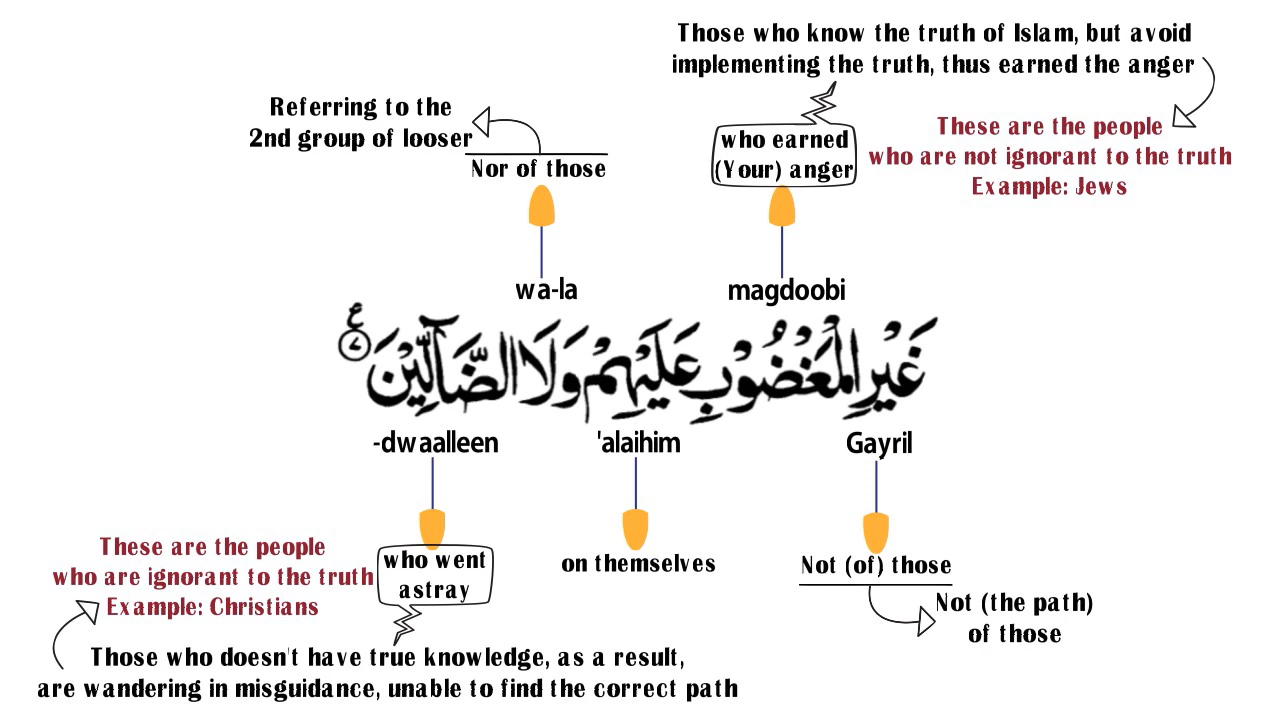 Those who know the truth of Islam, but avoid
implementing the truth, thus earned the anger
Referring to the
2nd group of looser
Nor of those
who earned
(Your) anger
These are the people
who are not ignorant to the truth
Example: Jews
wa-la
magdoobi
غَيْرِ الْمَغْضُوْبِ عَلَيْهِمْ وَلَا الضَّآلِّيْنَ ٧ ع
-dwaalleen
'alaihim
Gayril
These are the people
who are ignorant to the truth
Example: Christians
who went
astray
on themselves
Not (of) those
Not (the path)
of those
Those who doesn't have true knowledge, as a result,
are wandering in misguidance, unable to find the correct path